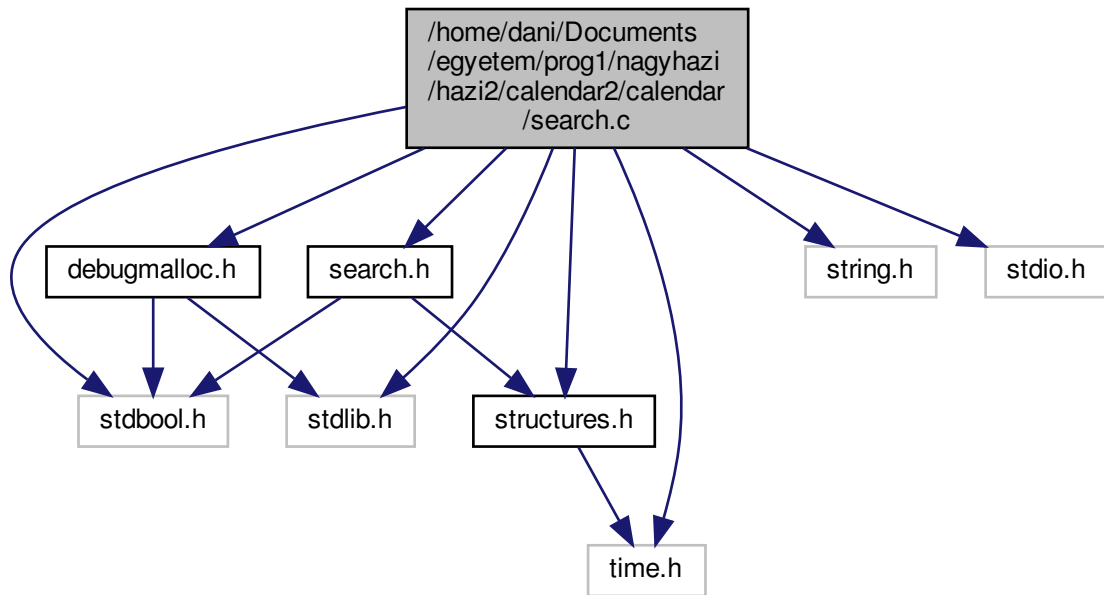 /home/dani/Documents
/egyetem/prog1/nagyhazi
/hazi2/calendar2/calendar
/search.c
debugmalloc.h
search.h
string.h
stdio.h
stdbool.h
stdlib.h
structures.h
time.h